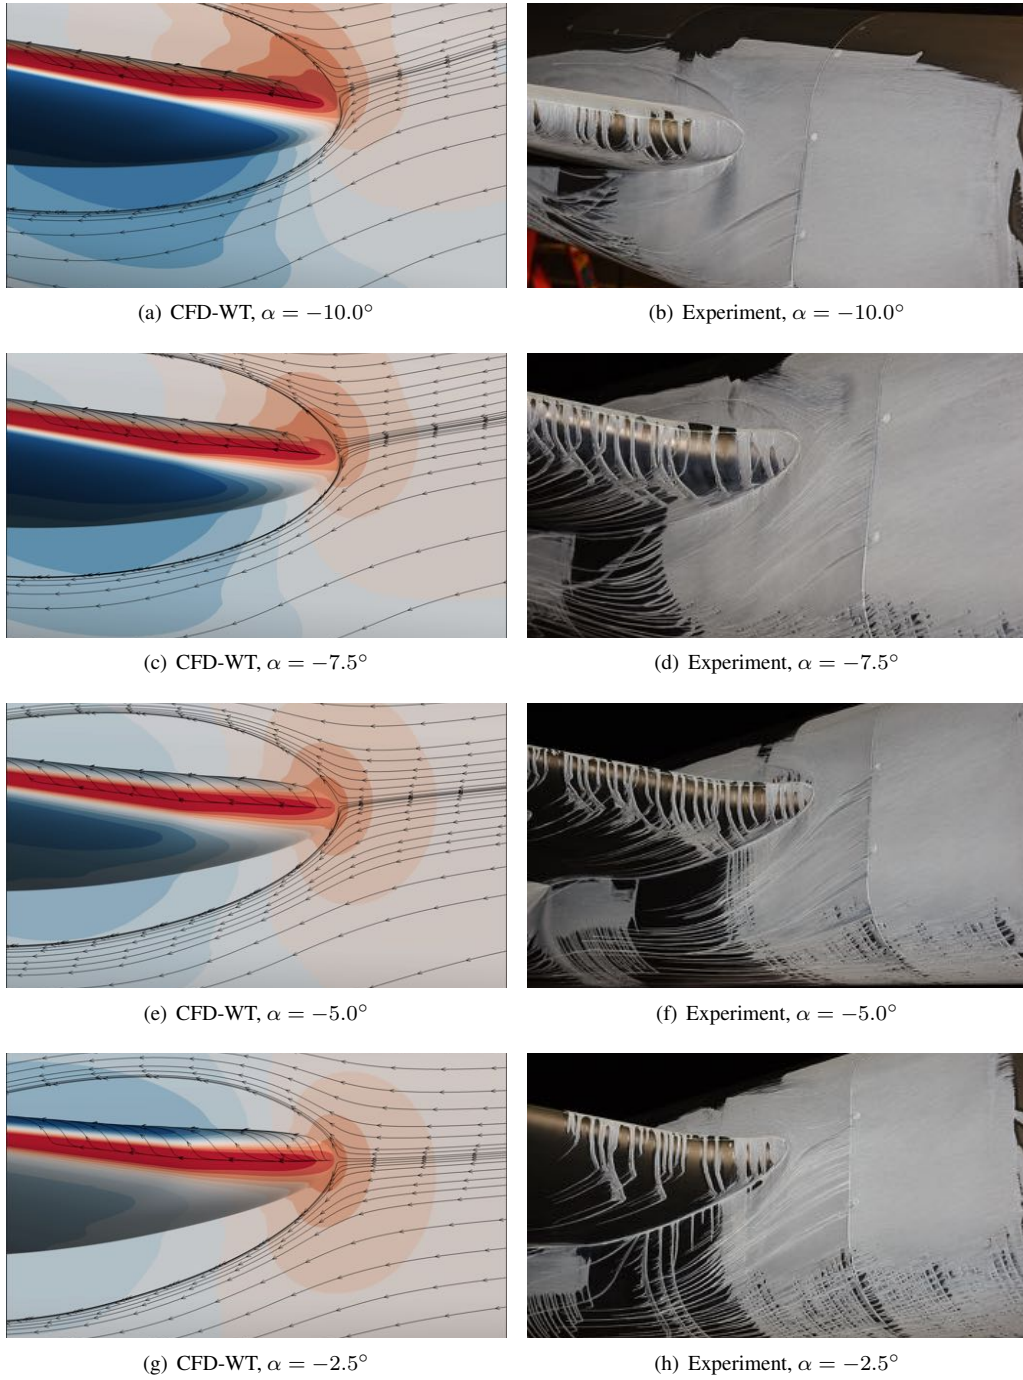 (a) CFD-WT, α = −10.0°
(b) Experiment, α = −10.0°
(c) CFD-WT, α = −7.5°
(d) Experiment, α = −7.5°
(e) CFD-WT, α = −5.0°
(f) Experiment, α = −5.0°
(g) CFD-WT, α = −2.5°
(h) Experiment, α = −2.5°